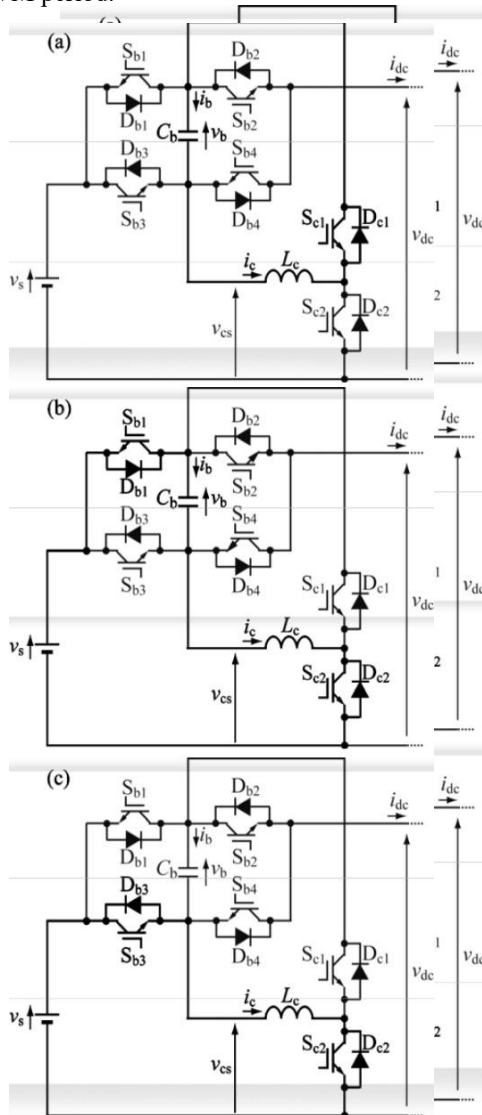 (a)
S_b1
D_b2
i_dc
i_dc
D_b1
i_b
S_b2
C_b
v_b
D_b3
S_b4
S_b3
D_b4
S_c1
D_c1
1
v_dc
v_dc
i_c
L_c
v_s
S_c2
D_c2
2
v_cs
(b)
S_b1
D_b2
i_dc
i_dc
D_b1
i_b
S_b2
C_b
v_b
D_b3
S_b4
S_b3
D_b4
S_c1
D_c1
1
v_dc
v_dc
i_c
L_c
v_s
S_c2
D_c2
2
v_cs
(c)
S_b1
D_b2
i_dc
i_dc
D_b1
i_b
S_b2
C_b
v_b
D_b3
S_b4
S_b3
D_b4
S_c1
D_c1
1
v_dc
v_dc
i_c
L_c
v_s
S_c2
D_c2
2
v_cs